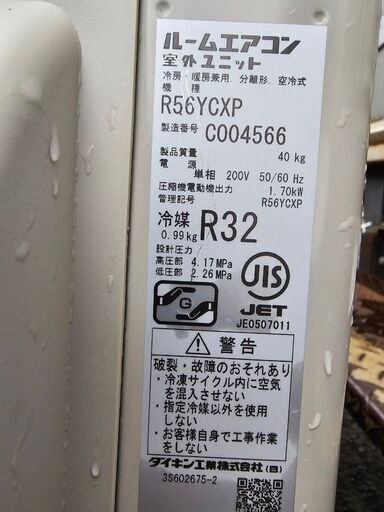 ルームエアコン
室外ユニット
冷房・暖房兼用．分離形．空冷式
機種
R56YCXP
製造番号 C004566
製品質量 40 kg
電源
単相 200V 50/60 Hz
圧縮機電動機出力 1.70kW
管理記号 R56YCXP
冷媒 R32
0.99kg
設計圧力
高圧部 4.17MPa
低圧部 2.26MPa
G
JIS
JET
JE0507011
警告
破裂・故障のおそれあり
・冷凍サイクル内に空気
を混入させない
・指定冷媒以外を使用
しない
・お客様自身で工事作業
をしない
ダイキン工業株式会社(B)
3S602675-2